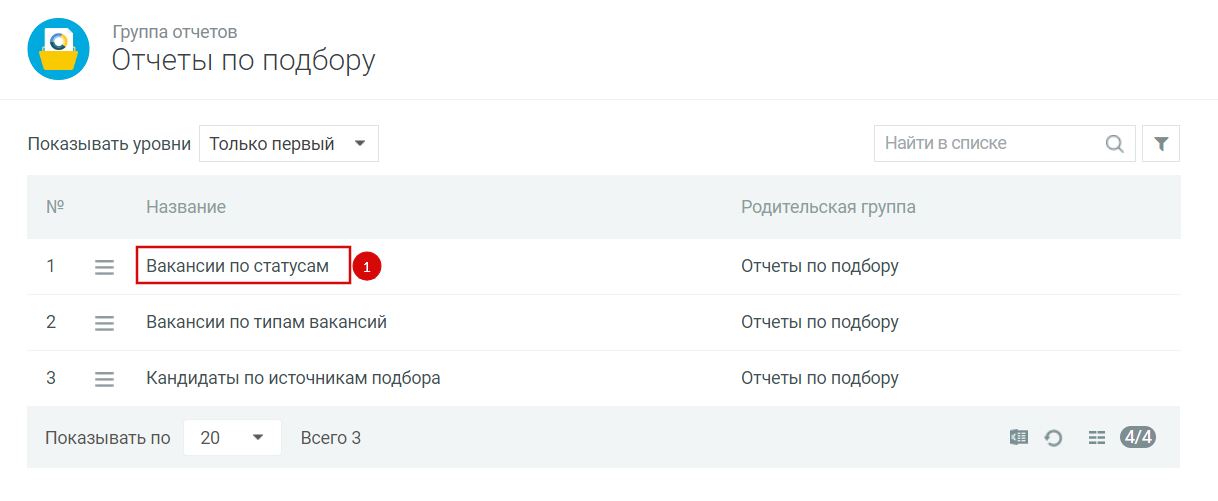 Группа отчетов
Отчеты по подбору
Показывать уровни Только первый Найти в списке
№ Название Родительская группа
1 Вакансии по статусам 1 Отчеты по подбору
2 Вакансии по типам вакансий Отчеты по подбору
3 Кандидаты по источникам подбора Отчеты по подбору
Показывать по 20 Всего 3 4/4